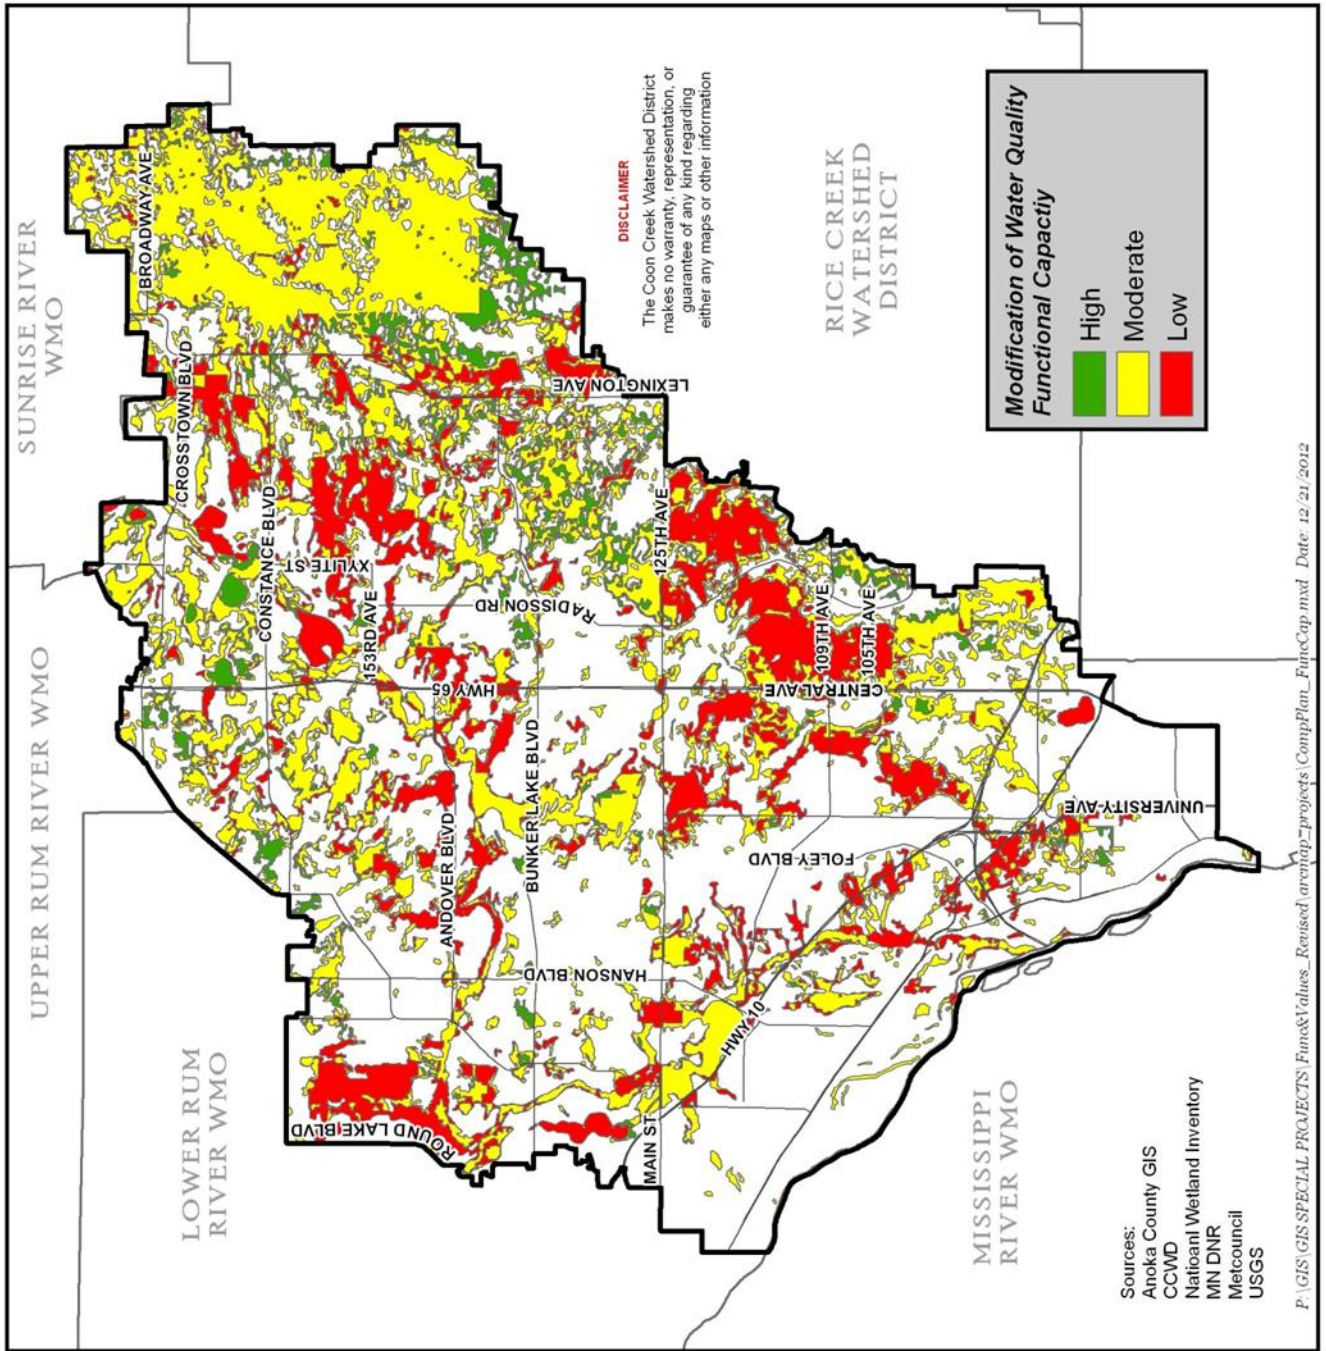 SUNRISE RIVER
WMO
UPPER RUM RIVER WMO
LOWER RUM
RIVER WMO
BROADWAY AVE
CROSSTOWN BLVD
CONSTANCE BLVD
XYLITE ST
153RD AVE
LEXINGTON AVE
RADISSON RD
125TH AVE
HWY 65
ANDOVER BLVD
BUNKER LAKE BLVD
CENTRAL AVE
109TH AVE
105TH AVE
HANSON BLVD
FOLEY BLVD
UNIVERSITY AVE
ROUND LAKE BLVD
MAIN ST
HWY 10
DISCLAIMER
The Coon Creek Watershed District
makes no warranty, representation, or
guarantee of any kind regarding
either any maps or other information
RICE CREEK
WATERSHED
DISTRICT
MISSISSIPPI
RIVER WMO
Modification of Water Quality
Functional Capactiy
High
Moderate
Low
Sources:
Anoka County GIS
CCWD
Natioanl Wetland Inventory
MN DNR
Metcouncil
USGS
P:\GIS\GIS SPECIAL PROJECTS\Func&Values_Revised\arcmap_projects\CompPlan_FuncCap.mxd Date: 12/21/2012